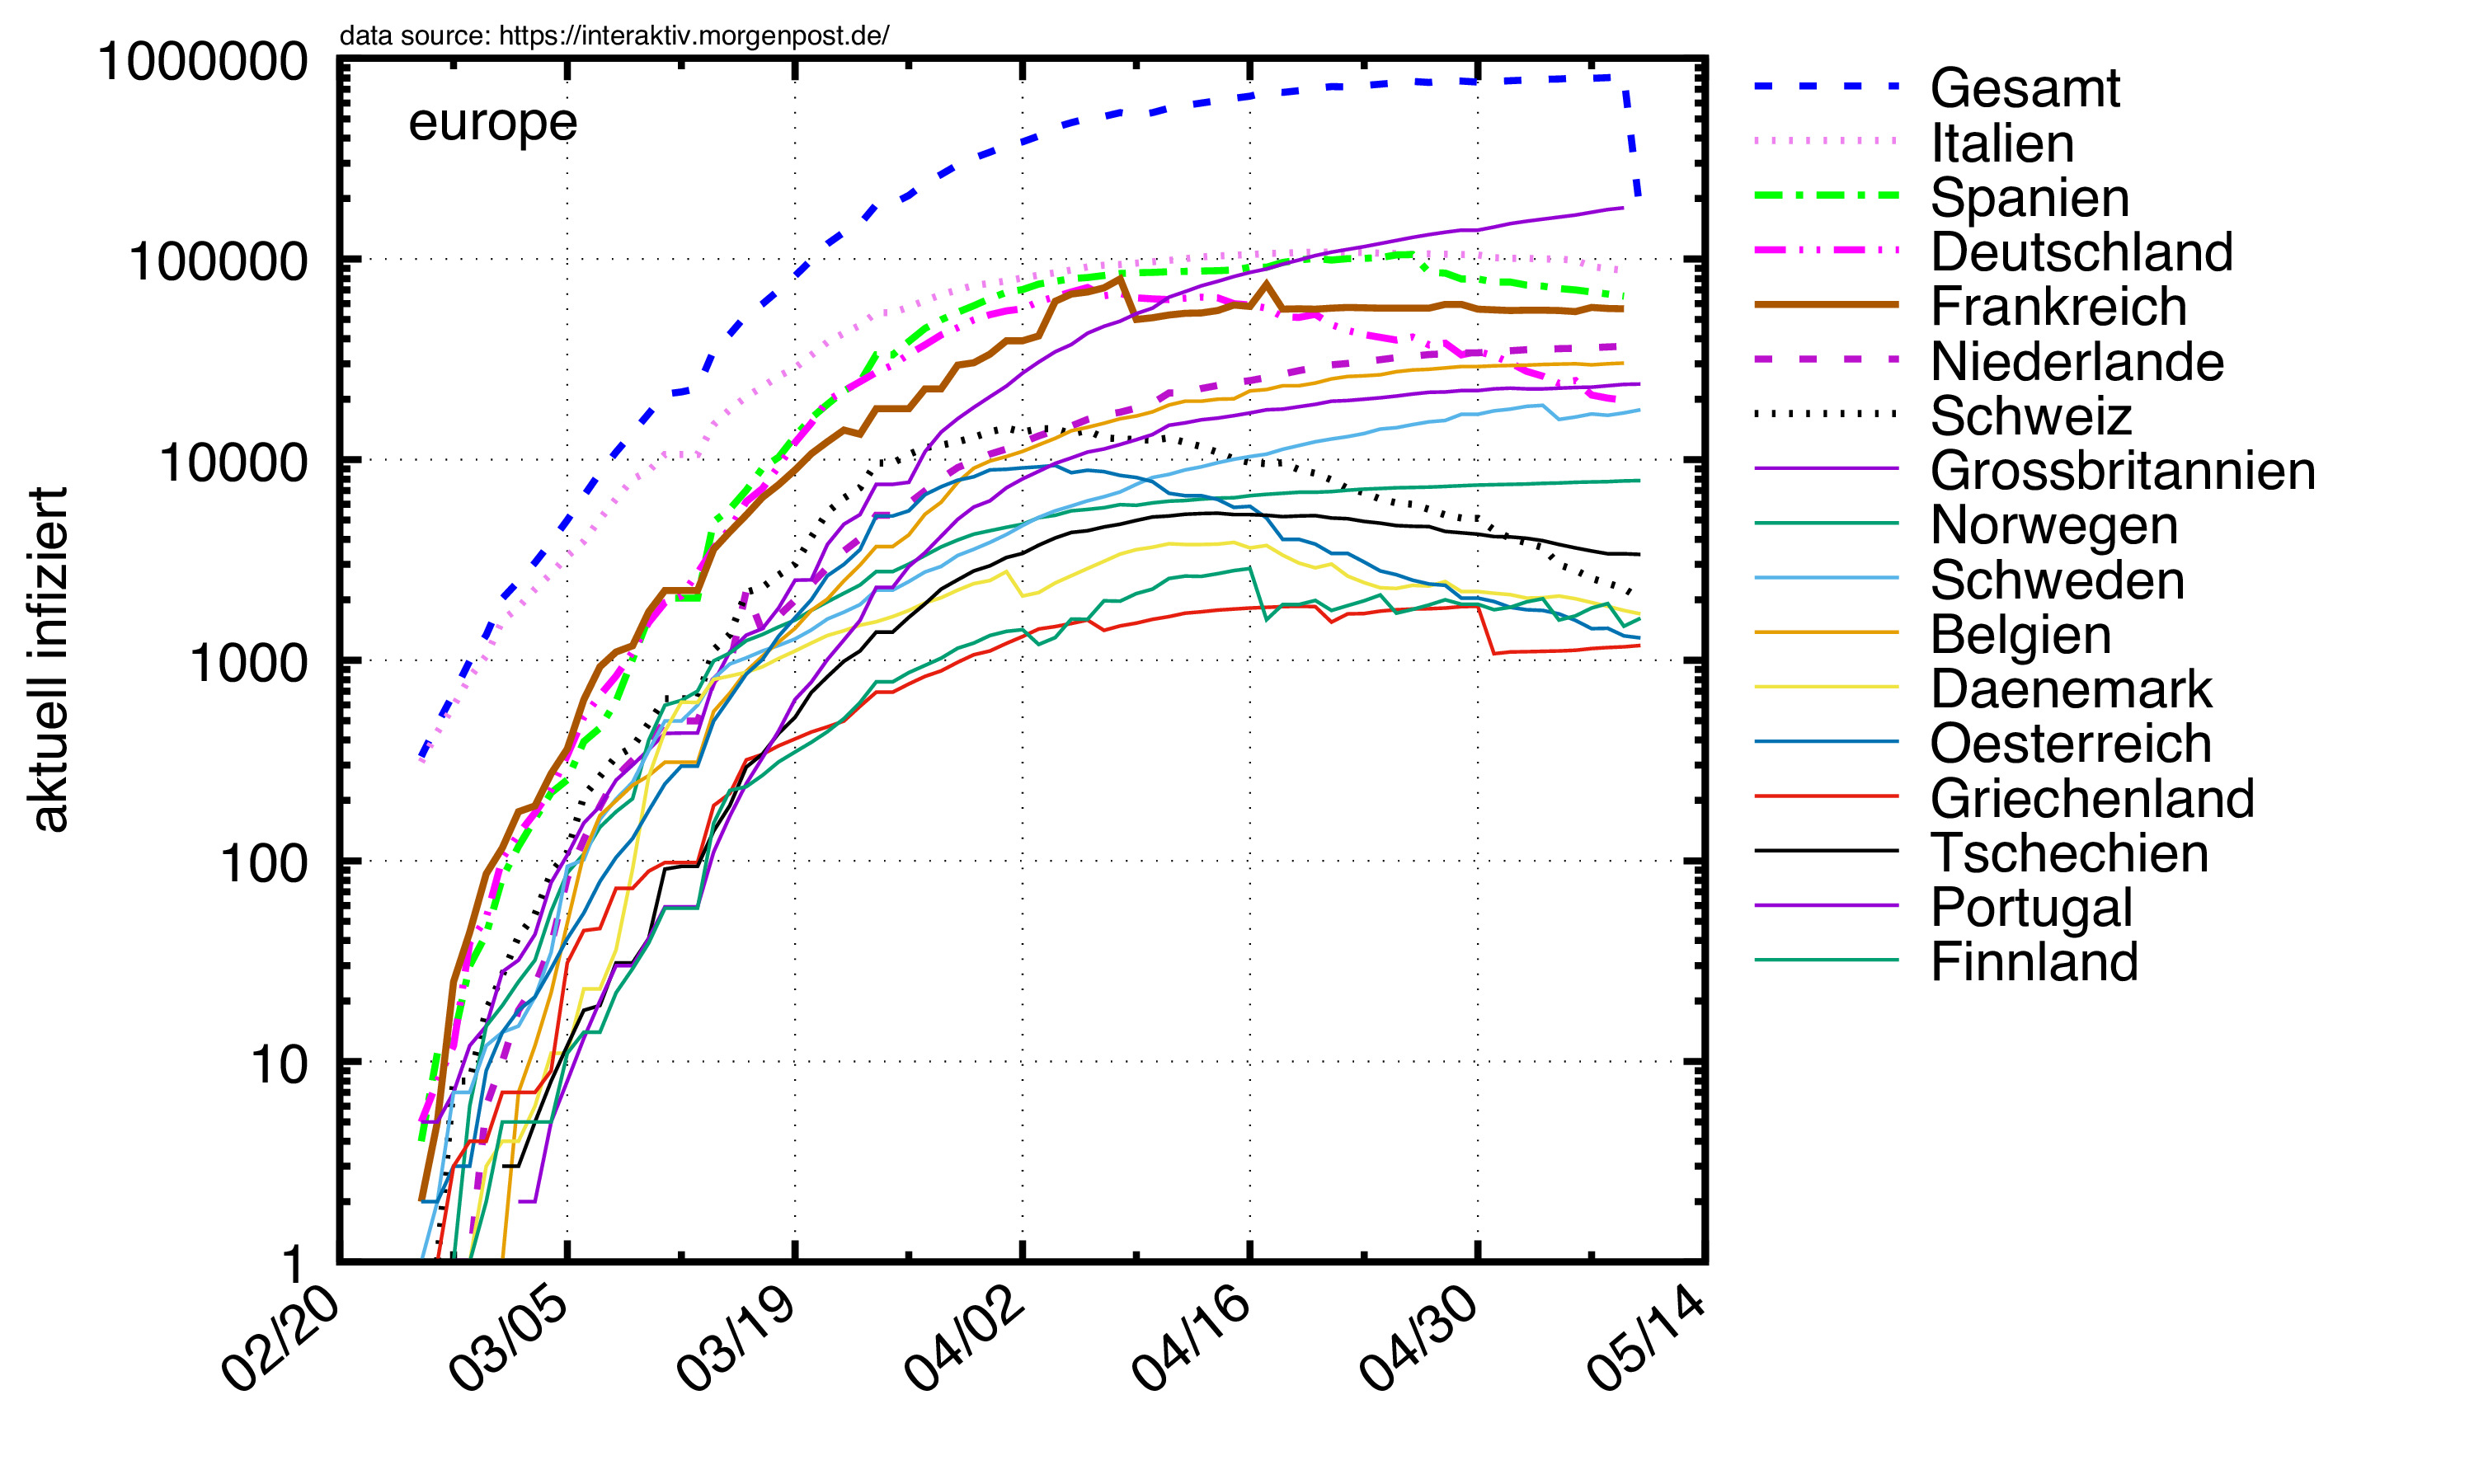 data source: https://interaktiv.morgenpost.de/
europe
aktuell infiziert
1000000
100000
10000
1000
100
10
1
02/20
03/05
03/19
04/02
04/16
04/30
05/14
Gesamt
Italien
Spanien
Deutschland
Frankreich
Niederlande
Schweiz
Grossbritannien
Norwegen
Schweden
Belgien
Daenemark
Oesterreich
Griechenland
Tschechien
Portugal
Finnland